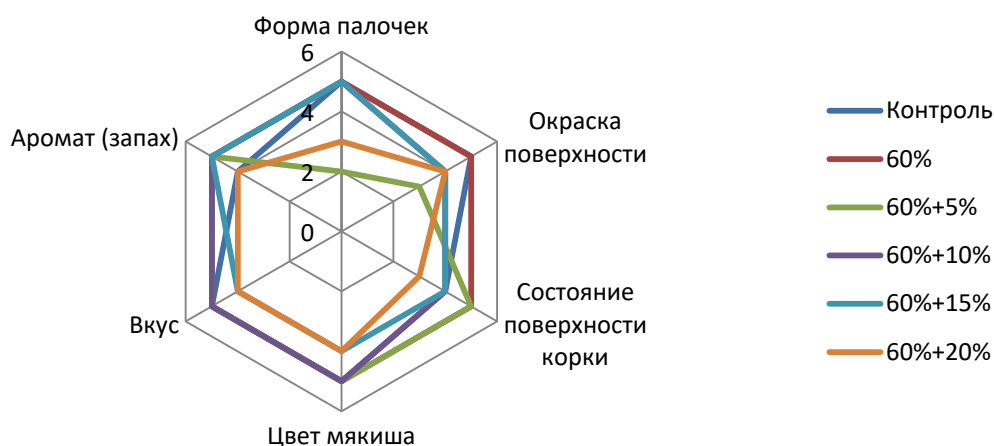 Форма палочек
6
4
2
0
Окраска
поверхности
Состояние
поверхности
корки
Цвет мякиша
Вкус
Аромат (запах)
Контроль
60%
60%+5%
60%+10%
60%+15%
60%+20%